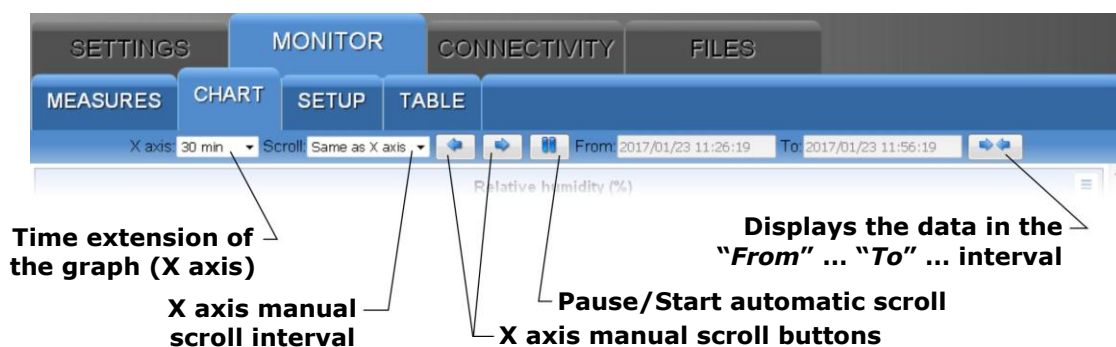 SETTINGS MONITOR CONNECTIVITY FILES
MEASURES CHART SETUP TABLE
X axis: 30 min Scroll: Same as X axis From: 2017/01/23 11:26:19 To: 2017/01/23 11:56:19
Relative humidity (%)
Time extension of
the graph (X axis)
X axis manual
scroll interval
X axis manual scroll buttons
Pause/Start automatic scroll
Displays the data in the
“From” … “To” … interval